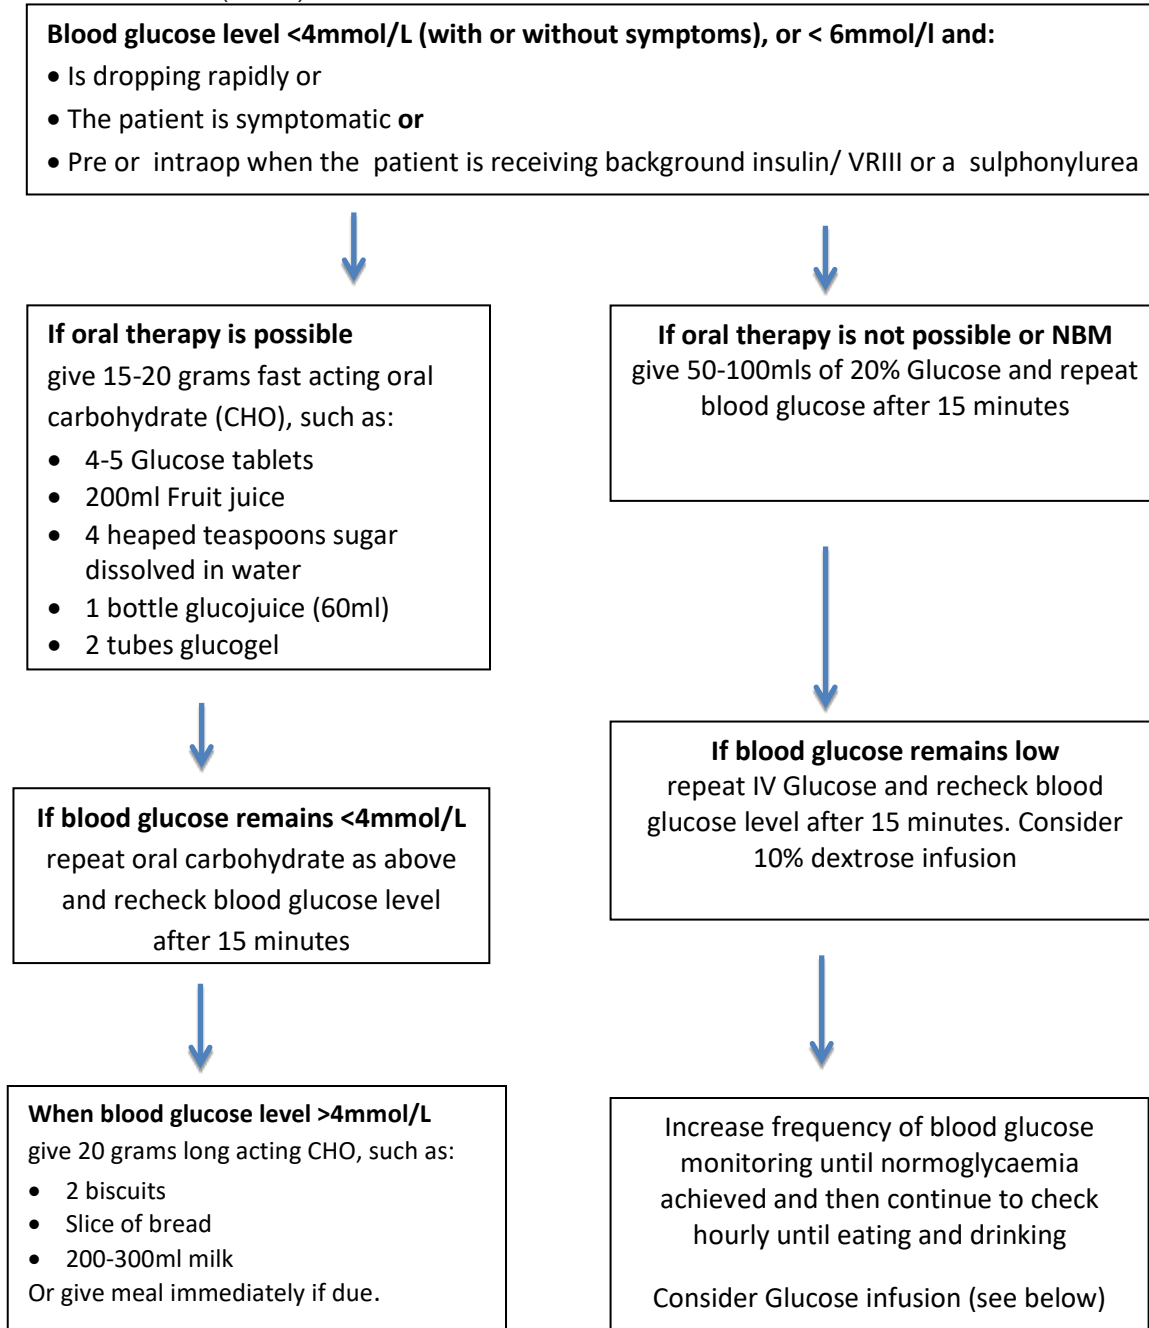 Blood glucose level <4mmol/L (with or without symptoms), or < 6mmol/l and:
• Is dropping rapidly or
• The patient is symptomatic or
• Pre or intraop when the patient is receiving background insulin/ VRIII or a sulphonylurea
If oral therapy is possible
give 15-20 grams fast acting oral
carbohydrate (CHO), such as:
• 4-5 Glucose tablets
• 200ml Fruit juice
• 4 heaped teaspoons sugar
dissolved in water
• 1 bottle glucojuice (60ml)
• 2 tubes glucogel
If blood glucose remains <4mmol/L
repeat oral carbohydrate as above
and recheck blood glucose level
after 15 minutes
When blood glucose level >4mmol/L
give 20 grams long acting CHO, such as:
• 2 biscuits
• Slice of bread
• 200-300ml milk
Or give meal immediately if due.
If oral therapy is not possible or NBM
give 50-100mls of 20% Glucose and repeat
blood glucose after 15 minutes
If blood glucose remains low
repeat IV Glucose and recheck blood
glucose level after 15 minutes. Consider
10% dextrose infusion
Increase frequency of blood glucose
monitoring until normoglycaemia
achieved and then continue to check
hourly until eating and drinking
Consider Glucose infusion (see below)